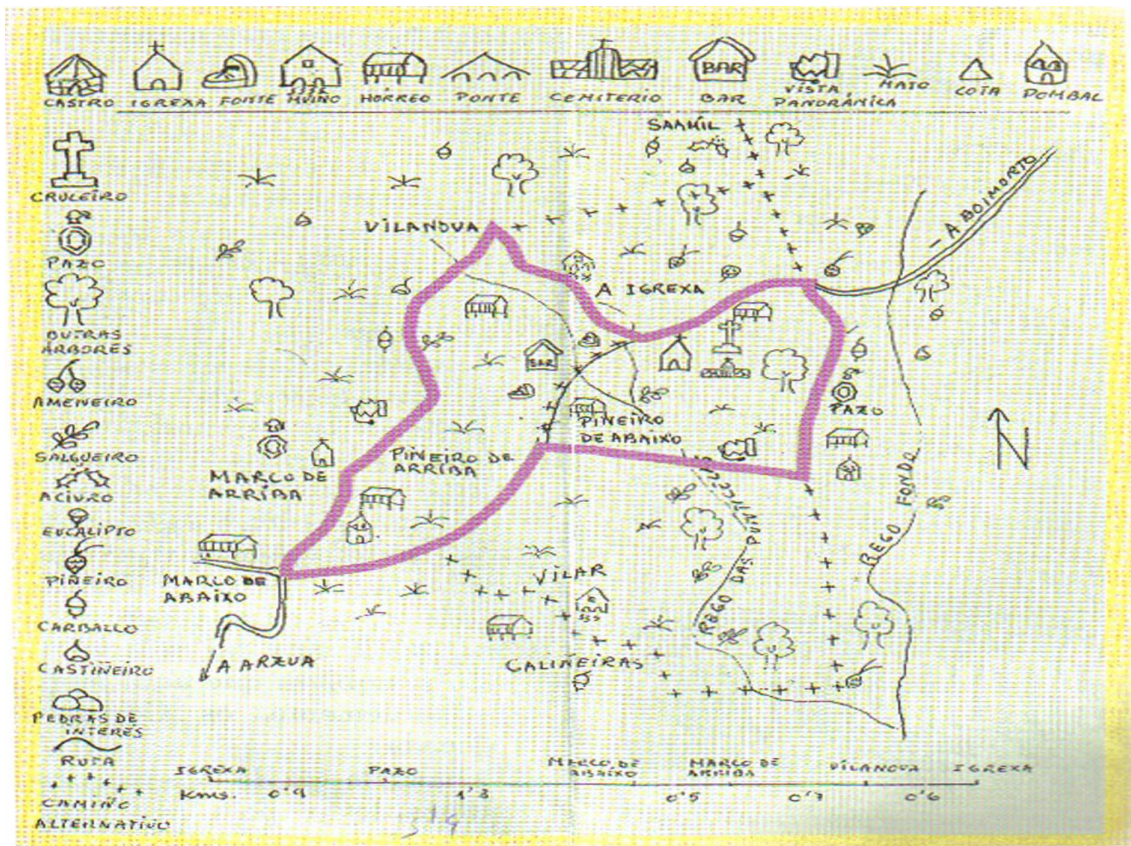 CASTRO
IGREXA
FONTE
MUIÑO
HÓRREO
PONTE
CEMITERIO
BAR
BAR
VISTA
PANORÁMICA
MATO
COTA
POMBAL
CRUCEIRO
PAZO
OUTRAS
ÁRBORES
AMENEIRO
SALGUEIRO
ACIVRO
EUCALIPTO
PIÑEIRO
CARBALLO
CASTIÑEIRO
PEDRAS DE
INTERÉS
RUTA
CAMIÑO
ALTERNATIVO
SAAMIL
VILANOVA
A BOIMORTO
A IGREXA
BAR
PAZO
PIÑEIRO
DE ABAIXO
PIÑEIRO DE
ARRIBA
MARCO DE
ARRIBA
N
REGO FONDO
REGO DAS
MARCO DE
ABAIXO
VILAR
CALIÑEIRAS
A ARZUA
IGREXA
PAZO
MARCO DE
ABAIXO
MARCO DE
ARRIBA
VILANOVA
IGREXA
Kms.
0'9
1'3
0'5
0'7
0'6